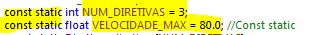 const static int NUM_DIRETIVAS = 3;
const static float VELOCIDADE_MAX = 80.0; //Const static